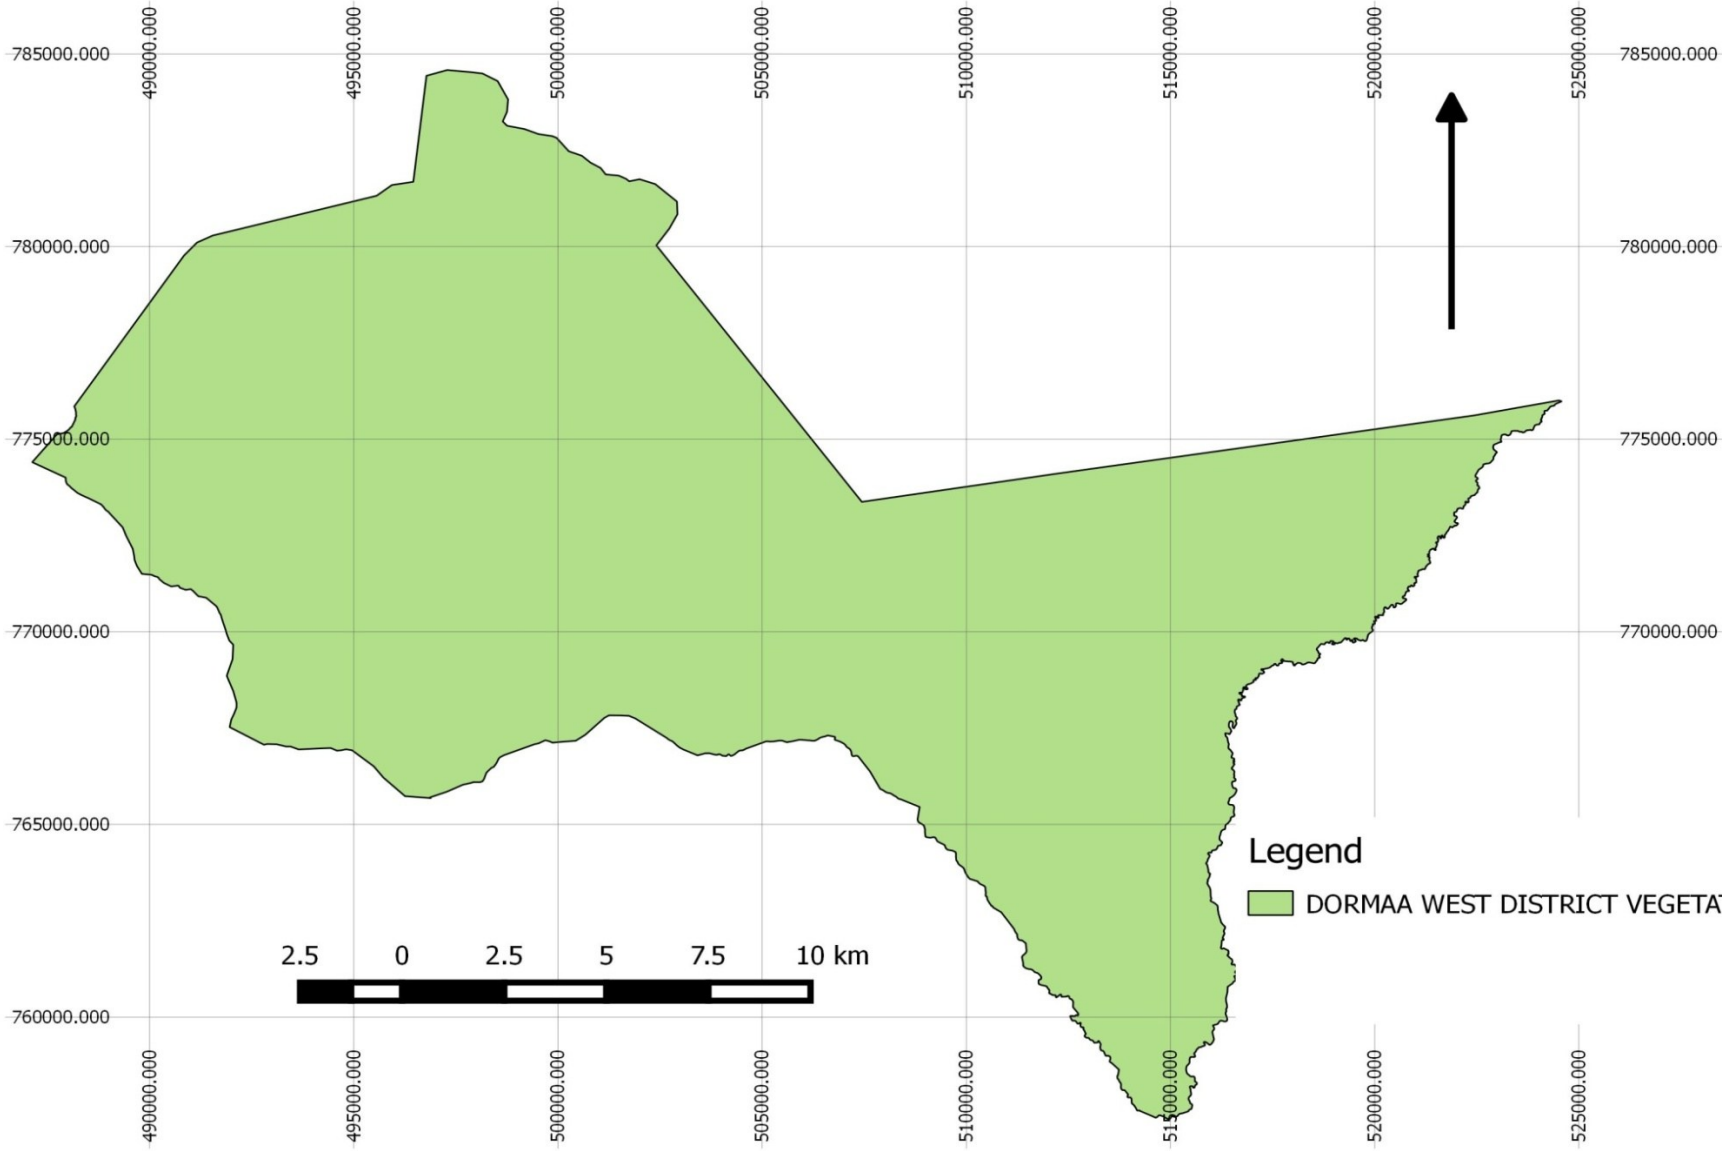 490000.000 495000.000 500000.000 505000.000 510000.000 515000.000 520000.000 525000.000
785000.000 785000.000
780000.000 780000.000
775000.000 775000.000
770000.000 770000.000
765000.000
Legend
DORMAA WEST DISTRICT VEGETA
2.5 0 2.5 5 7.5 10 km
760000.000
490000.000 495000.000 500000.000 505000.000 510000.000 515000.000 520000.000 525000.000